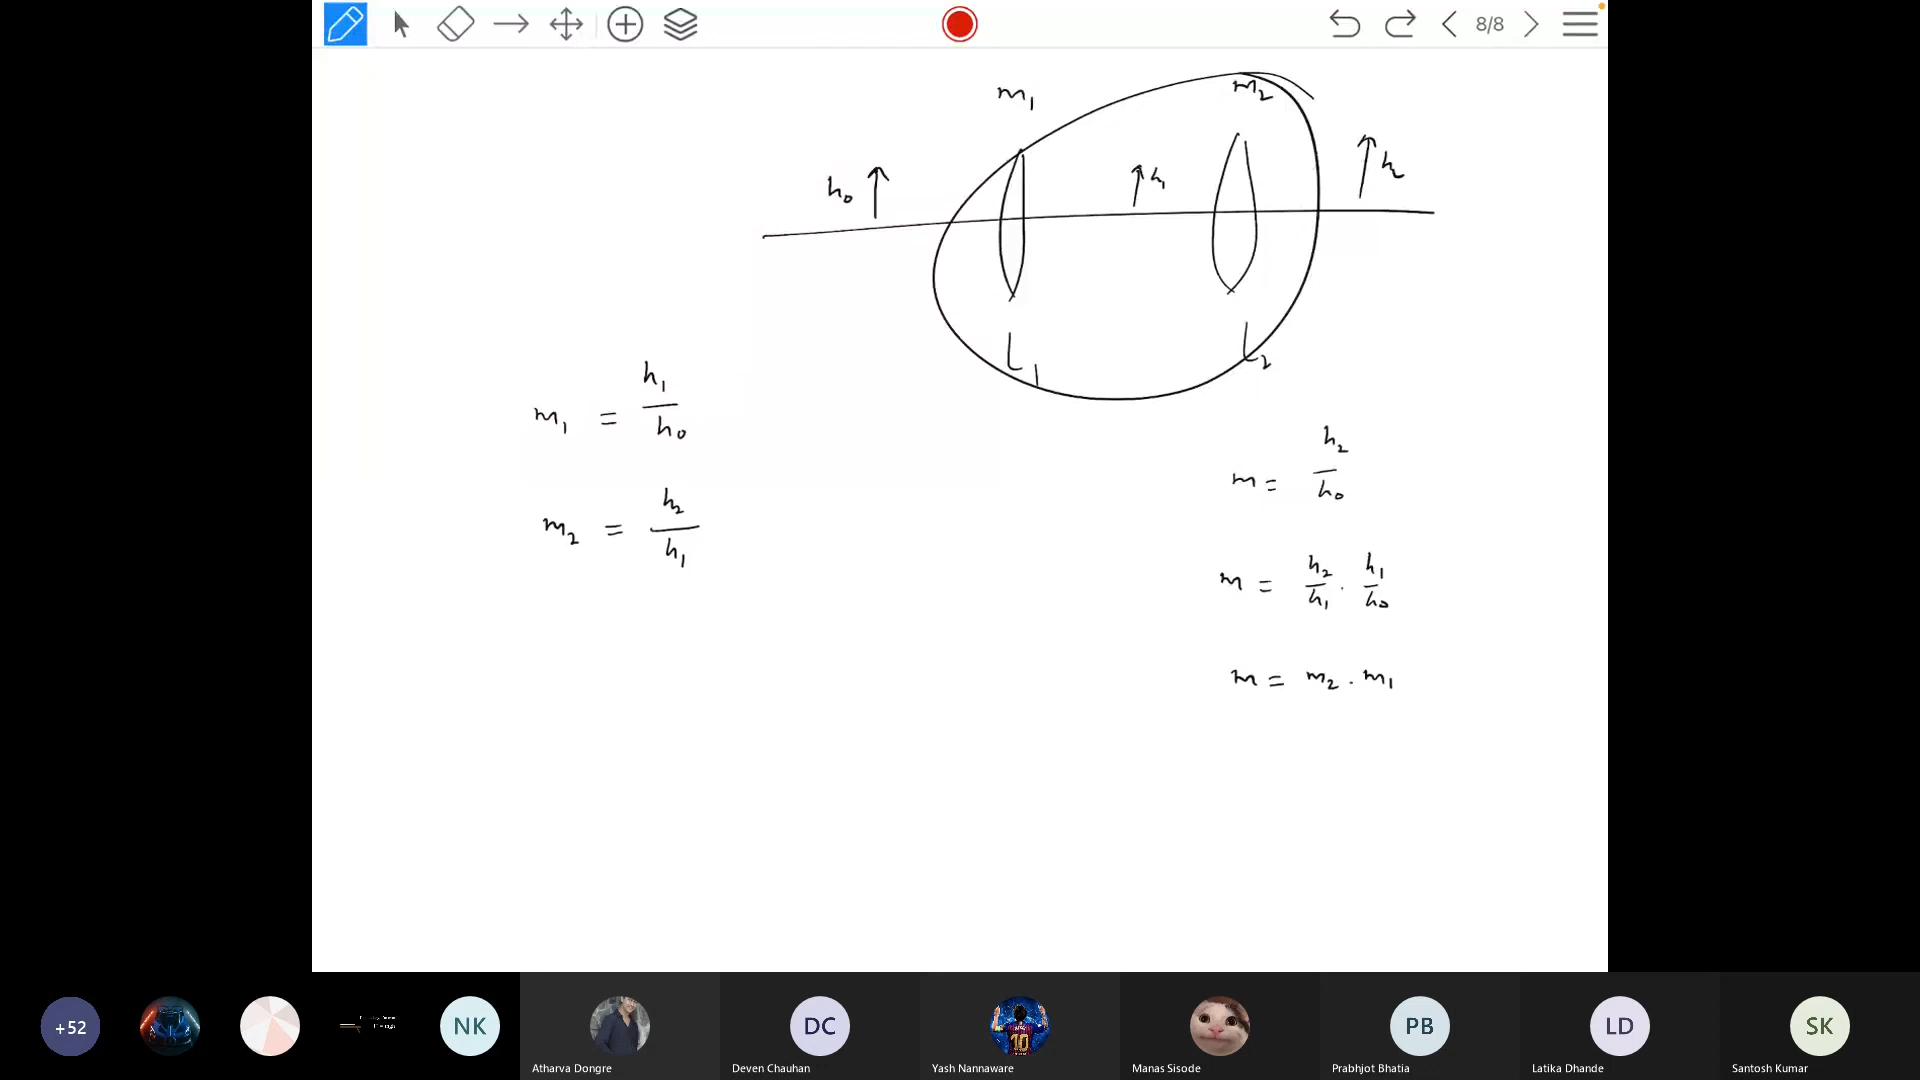 8/8
m₁ m₂
h₀ h₁ h₂
L₁ L₂
m₁ = h₁/h₀
m₂ = h₂/h₁
m = h₂/h₀
m = h₂/h₁ . h₁/h₀
m = m₂ . m₁
+52 NK DC 10 PB LD SK
Atharva Dongre Deven Chauhan Yash Nannaware Manas Sisode Prabhjot Bhatia Latika Dhande Santosh Kumar